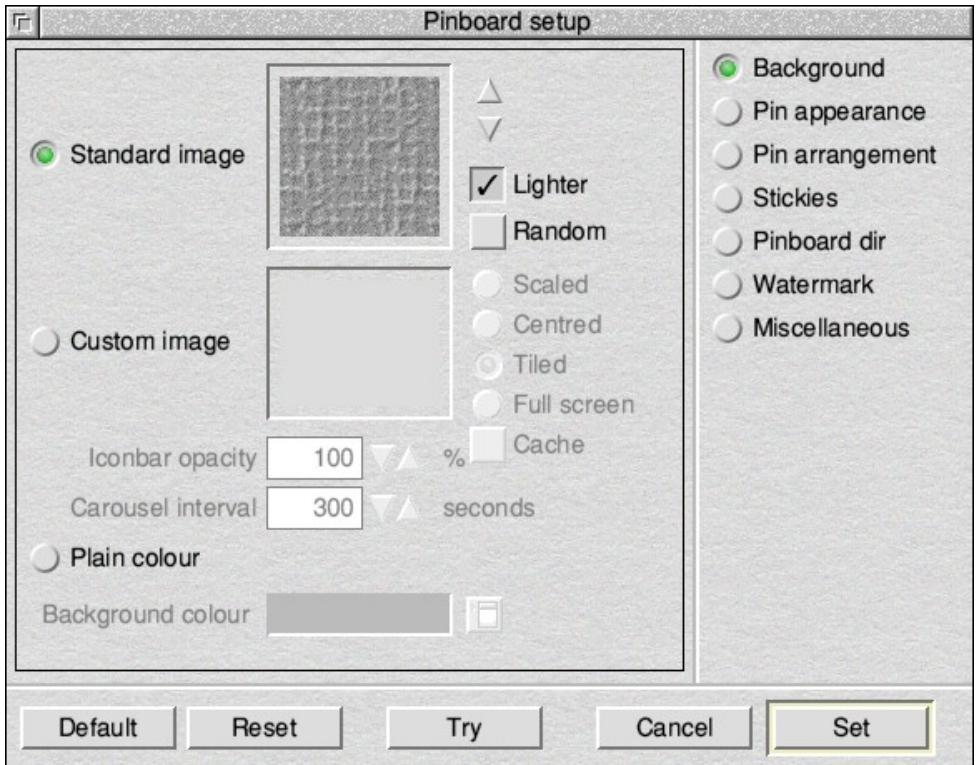 Pinboard setup
Standard image
Lighter
Random
Custom image
Scaled
Centred
Tiled
Full screen
Cache
Iconbar opacity 100 %
Carousel interval 300 seconds
Plain colour
Background colour
Background
Pin appearance
Pin arrangement
Stickies
Pinboard dir
Watermark
Miscellaneous
Default Reset Try Cancel Set